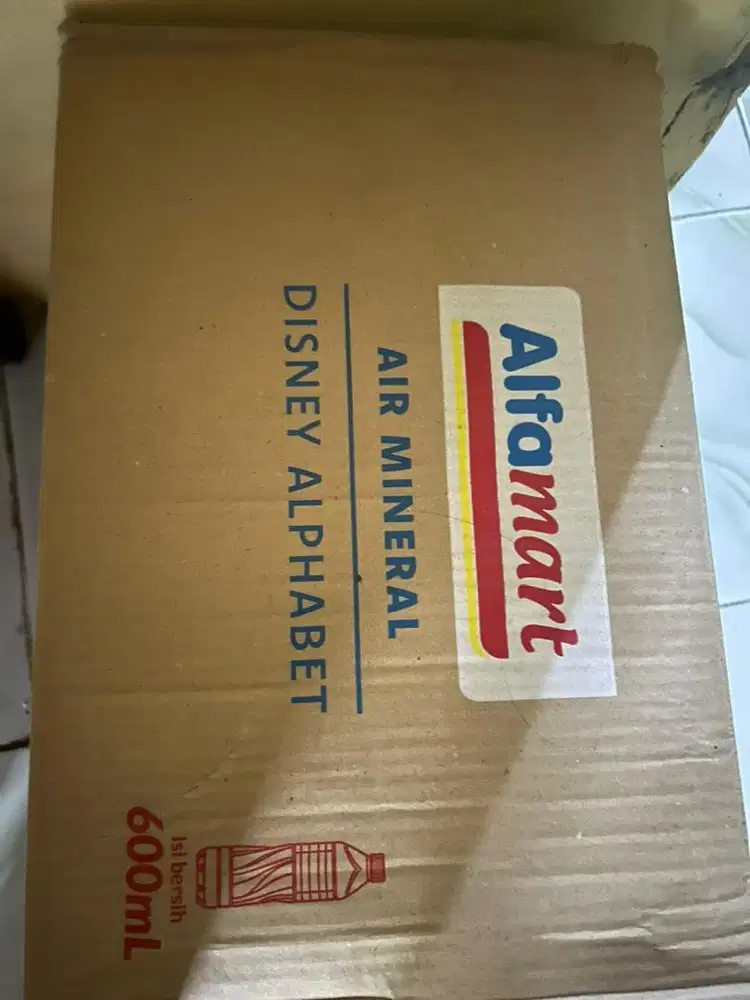 Alfamart
AIR MINERAL
DISNEY ALPHABET
Isi bersih
600mL